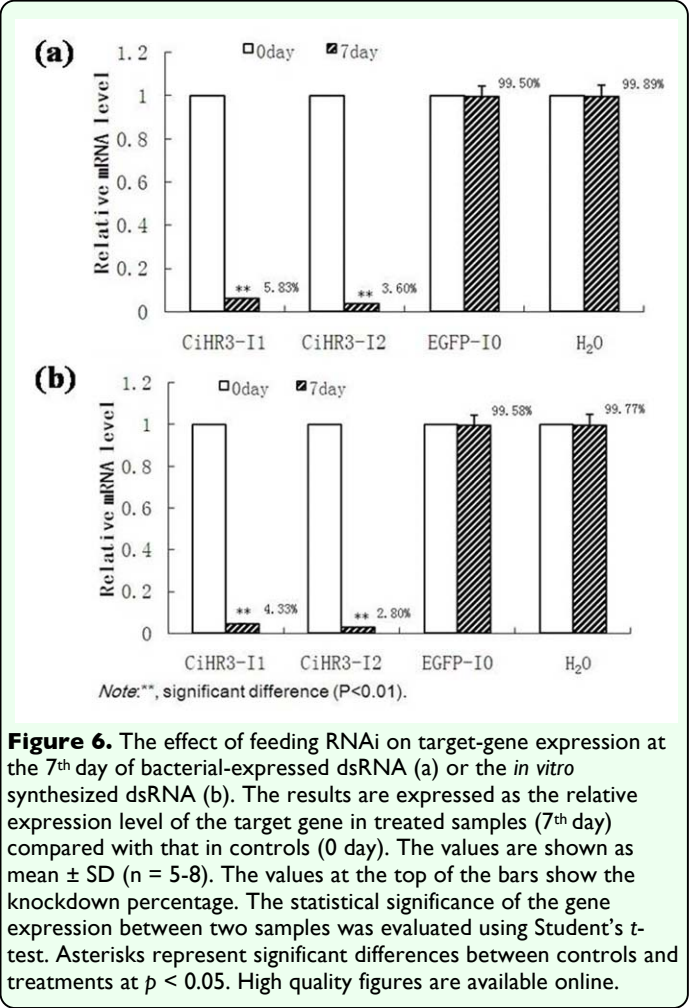 (a)
1.2
0day 7day
Relative mRNA level
1
99.50%
99.89%
0.8
0.6
0.4
0.2
** 5.83%
** 3.60%
0
CiHR3-I1 CiHR3-I2 EGFP-I0 H₂O
(b)
1.2
0day 7day
Relative mRNA level
1
99.58%
99.77%
0.8
0.6
0.4
0.2
** 4.33%
** 2.80%
0
CiHR3-I1 CiHR3-I2 EGFP-I0 H₂O
Note:**, significant difference (P<0.01).
Figure 6. The effect of feeding RNAi on target-gene expression at
the 7th day of bacterial-expressed dsRNA (a) or the in vitro
synthesized dsRNA (b). The results are expressed as the relative
expression level of the target gene in treated samples (7th day)
compared with that in controls (0 day). The values are shown as
mean ± SD (n = 5-8). The values at the top of the bars show the
knockdown percentage. The statistical significance of the gene
expression between two samples was evaluated using Student’s t-
test. Asterisks represent significant differences between controls and
treatments at p < 0.05. High quality figures are available online.